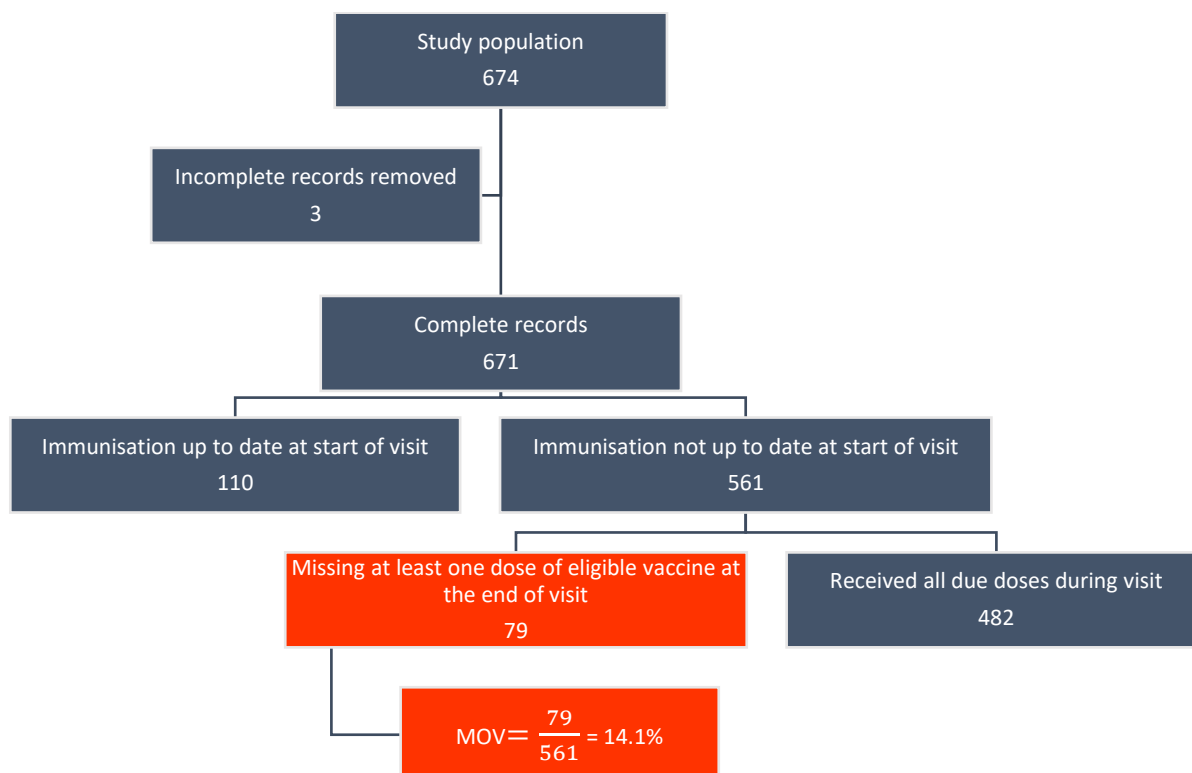 Study population
674
Incomplete records removed
3
Complete records
671
Immunisation up to date at start of visit
110
Immunisation not up to date at start of visit
561
Missing at least one dose of eligible vaccine at
the end of visit
79
Received all due doses during visit
482
MOV= 79/561 = 14.1%